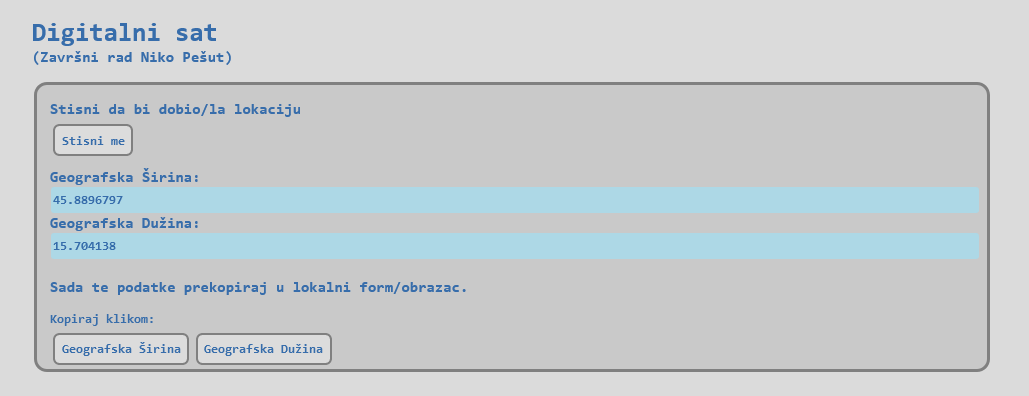 Digitalni sat
(Završni rad Niko Pešut)
Stisni da bi dobio/la lokaciju
Stisni me
Geografska Širina:
45.8896797
Geografska Dužina:
15.704138
Sada te podatke prekopiraj u lokalni form/obrazac.
Kopiraj klikom:
Geografska Širina Geografska Dužina